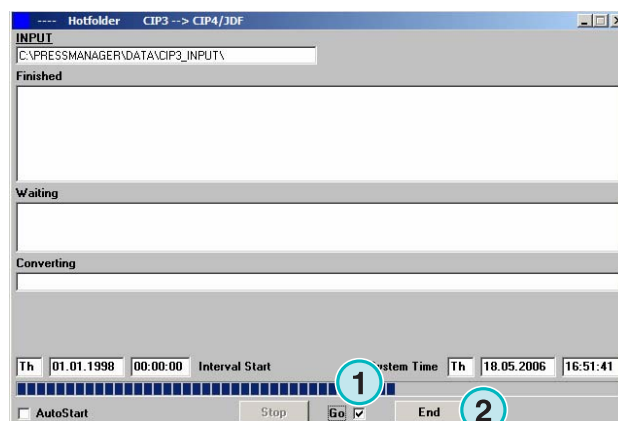 ---- Hotfolder CIP3 --> CIP4/JDF
INPUT
C:\PRESSMANAGER\DATA\CIP3_INPUT\
Finished
Waiting
Converting
Th 01.01.1998 00:00:00 Interval Start Th 18.05.2006 16:51:41
Time
1
AutoStart Stop Go End 2